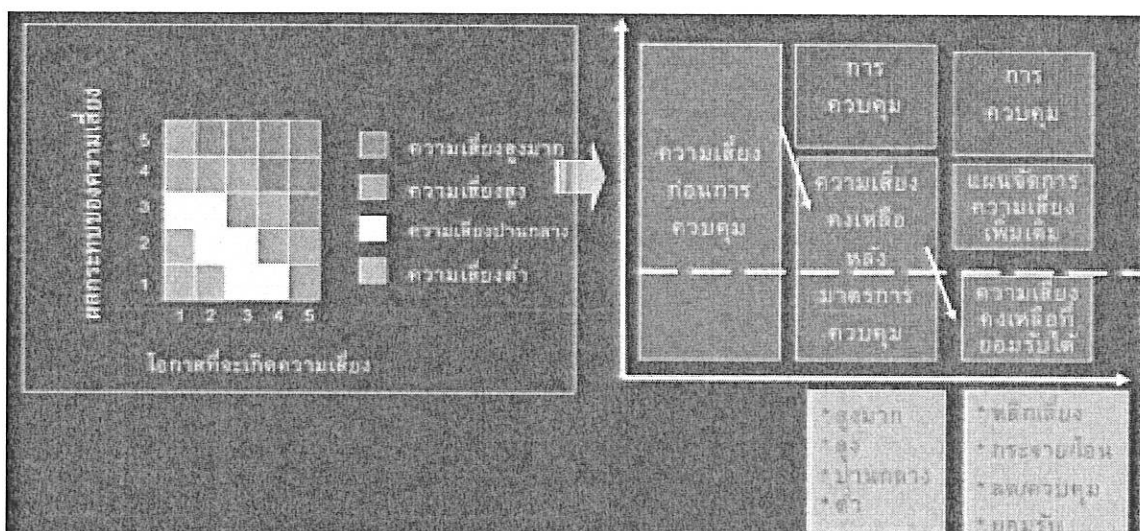 ผลกระทบของความเสี่ยง
5
4
3
2
1
1 2 3 4 5
โอกาสที่จะเกิดความเสี่ยง
ความเสี่ยงสูงมาก
ความเสี่ยงสูง
ความเสี่ยงปานกลาง
ความเสี่ยงต่ำ
ความเสี่ยง
ก่อนการ
ควบคุม
การ
ควบคุม
ความเสี่ยง
คงเหลือ
หลัง
มาตรการ
ควบคุม
การ
ควบคุม
แผนจัดการ
ความเสี่ยง
เพิ่มเติม
ความเสี่ยง
คงเหลือที่
ยอมรับได้
* สูงมาก
* สูง
* ปานกลาง
* ต่ำ
* หลีกเลี่ยง
* กระจาย/โอน
* ลด/ควบคุม